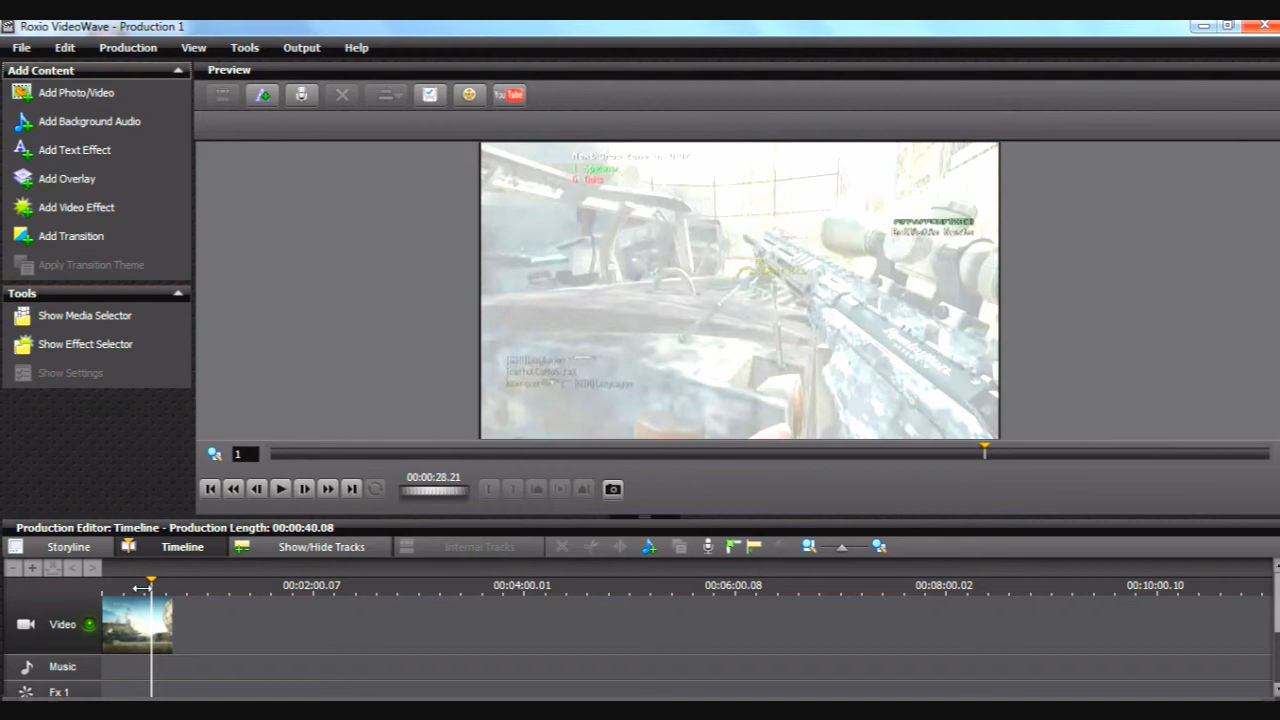 Roxio VideoWave - Production 1
File Edit Production View Tools Output Help
Add Content
Preview
Add Photo/Video
Add Background Audio
Add Text Effect
Add Overlay
Add Video Effect
Add Transition
Apply Transition Theme
You Tube
Tools
Show Media Selector
Show Effect Selector
Show Settings
1
00:00:28.21
Production Editor: Timeline - Production Length: 00:00:40.08
Storyline Timeline Show/Hide Tracks Internal Tracks
00:02:00.07 00:04:00.01 00:06:00.08 00:08:00.02 00:10:00.10
Video
Music
Fx 1